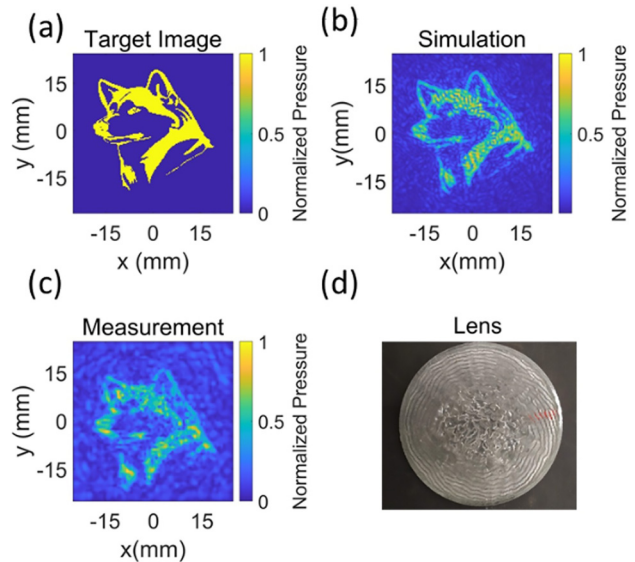 (a)
Target Image
15
0
-15
y (mm)
-15 0 15
x (mm)
1
0.5
0
Normalized Pressure
(b)
Simulation
15
0
-15
y(mm)
-15 0 15
x(mm)
1
0.5
Normalized Pressure
(c)
Measurement
15
0
-15
y (mm)
-15 0 15
x(mm)
1
0.5
0
Normalized Pressure
(d)
Lens